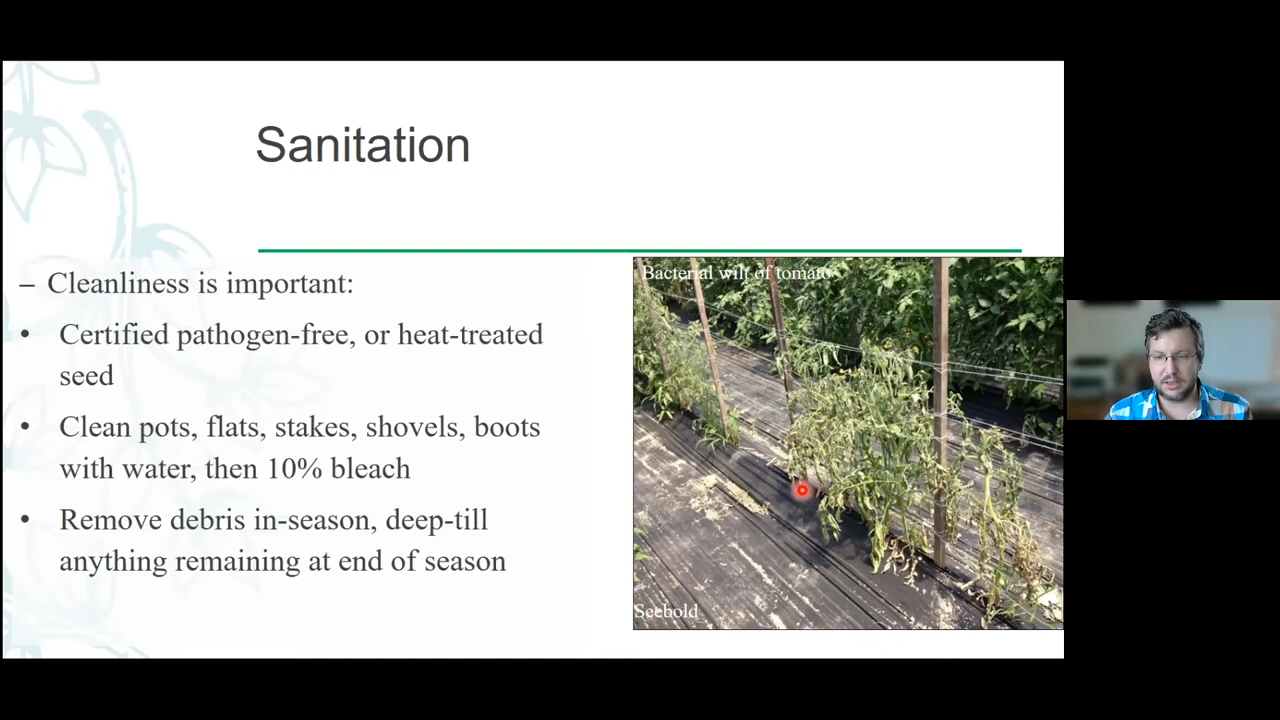 Sanitation
– Cleanliness is important:
• Certified pathogen-free, or heat-treated
seed
• Clean pots, flats, stakes, shovels, boots
with water, then 10% bleach
• Remove debris in-season, deep-till
anything remaining at end of season
Bacterial wilt of tomato
Seebold